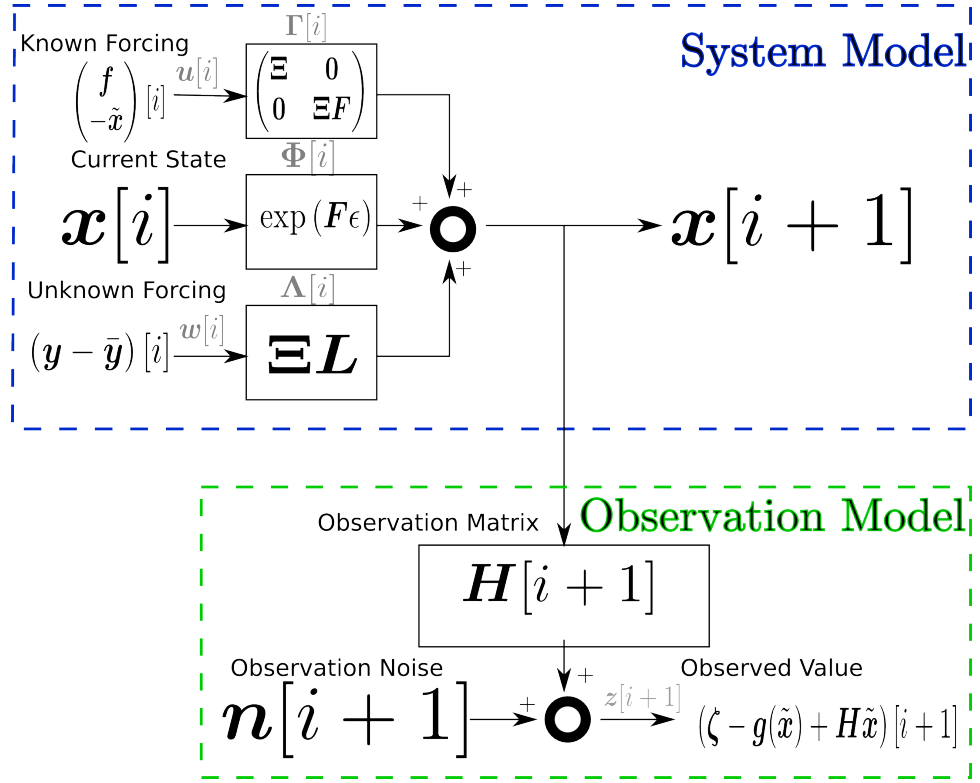 System Model
Known Forcing
(f -x̃)[i]
u[i]
Γ[i]
(Ξ 0
0 ΞF)
Current State
x[i]
Φ[i]
exp (Fϵ)
+
+
+
x[i + 1]
Unknown Forcing
(y − ȳ) [i]
w[i]
Λ[i]
ΞL
Observation Model
Observation Matrix
H[i + 1]
Observation Noise
n[i + 1]
+
+
z[i + 1]
Observed Value
(ζ − g(x̃) + Hx̃) [i + 1]